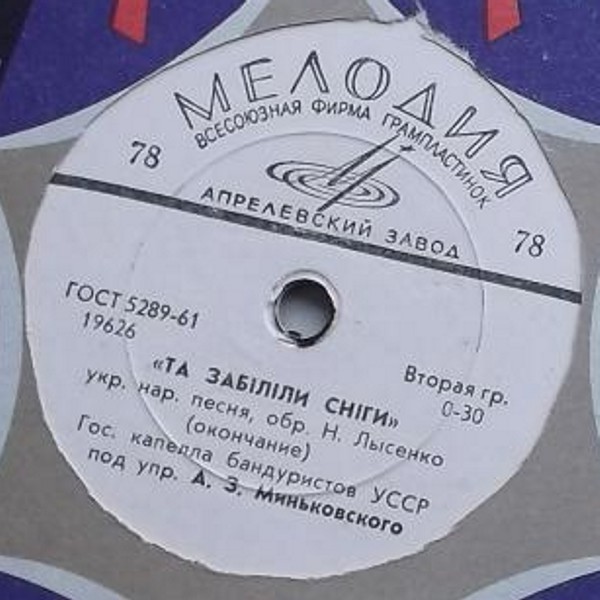 МЕЛОДИЯ
ВСЕСОЮЗНАЯ ФИРМА ГРАМПЛАСТИНОК
78
АПРЕЛЕВСКИЙ ЗАВОД
78
ГОСТ 5289-61
19626
Вторая гр.
0-30
«ТА ЗАБІЛІЛИ СНІГИ»
укр. нар. песня, обр. Н. Лысенко
(окончание)
Гос. капелла бандуристов УССР
под упр. А. З. Миньковского